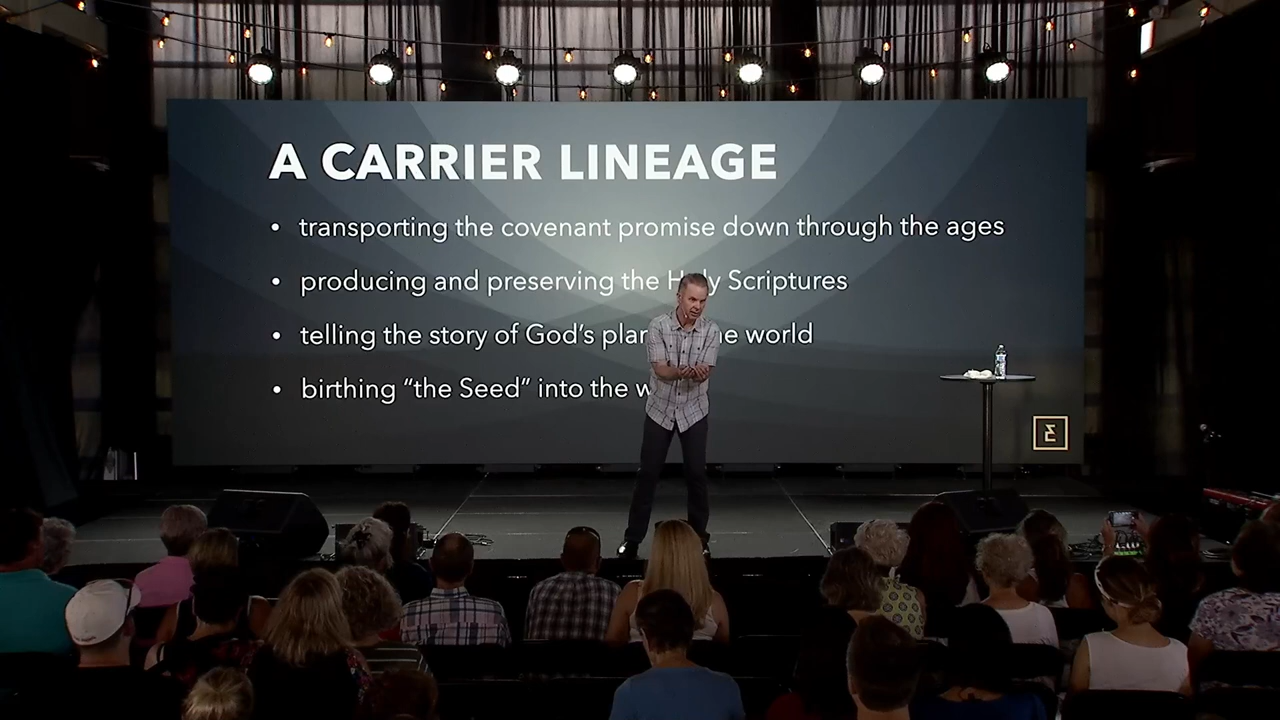 A CARRIER LINEAGE
• transporting the covenant promise down through the ages
• producing and preserving the Scriptures
• telling the story of God's world
• birthing "the Seed" into the